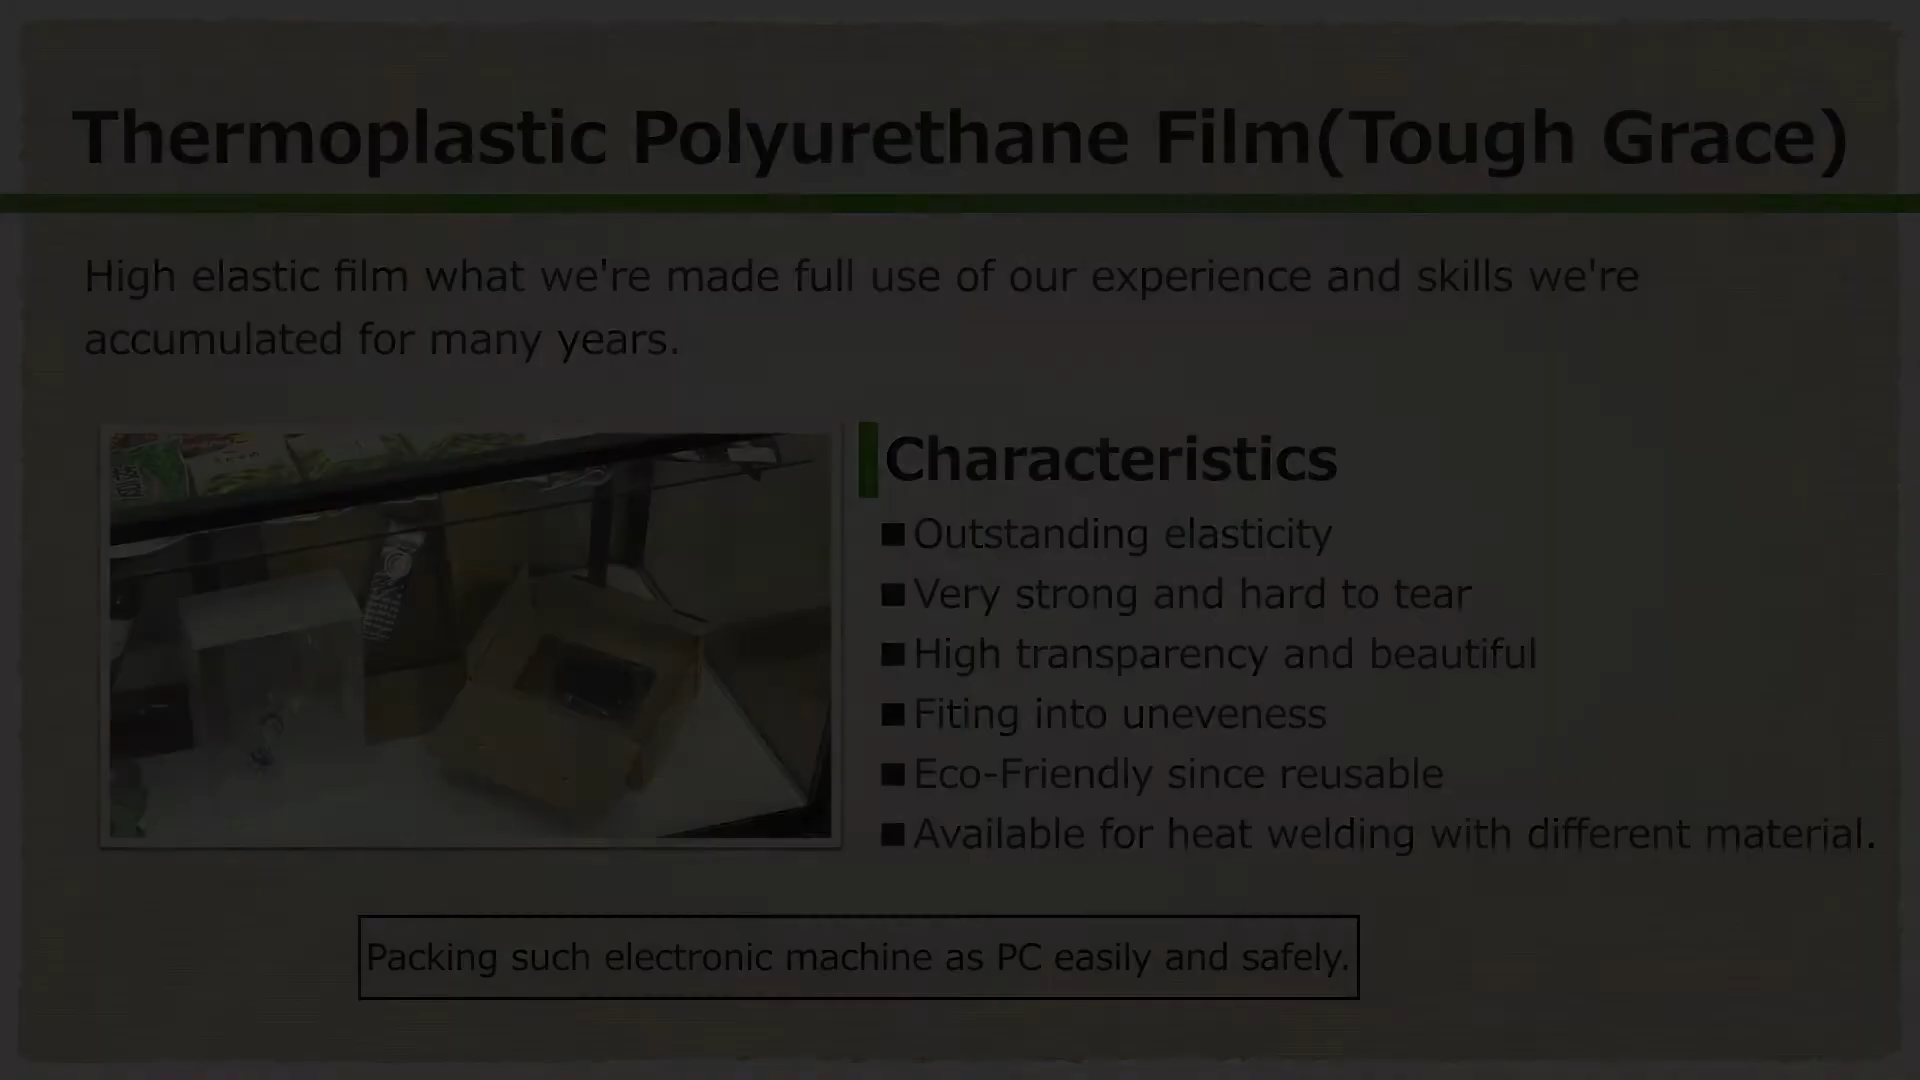 Thermoplastic Polyurethane Film(Tough Grace)
High elastic film what we're made full use of our experience and skills we're
accumulated for many years.
Characteristics
■Outstanding elasticity
■Very strong and hard to tear
■High transparency and beautiful
■Fiting into uneveness
■Eco-Friendly since reusable
■Available for heat welding with different material.
Packing such electronic machine as PC easily and safely.